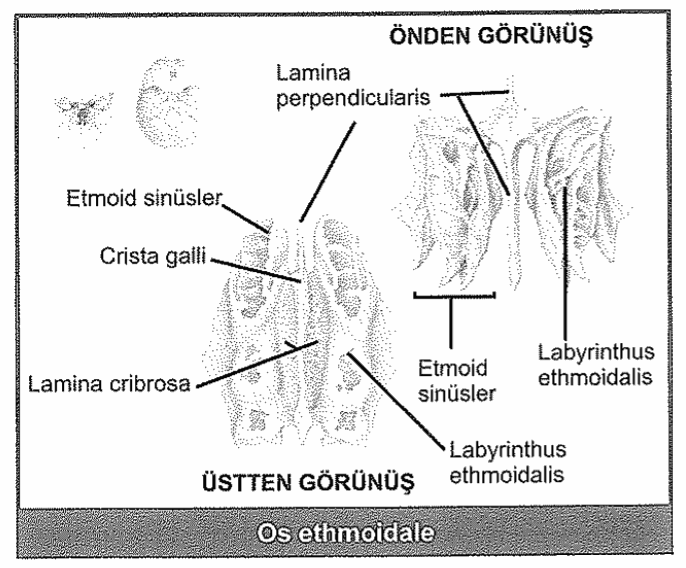 ÖNDEN GÖRÜNÜŞ
Lamina
perpendicularis
Etmoid sinüsler
Crista galli
Lamina cribrosa
Etmoid
sinüsler
Labyrinthus
ethmoidalis
Labyrinthus
ethmoidalis
ÜSTTEN GÖRÜNÜŞ
Os ethmoidale